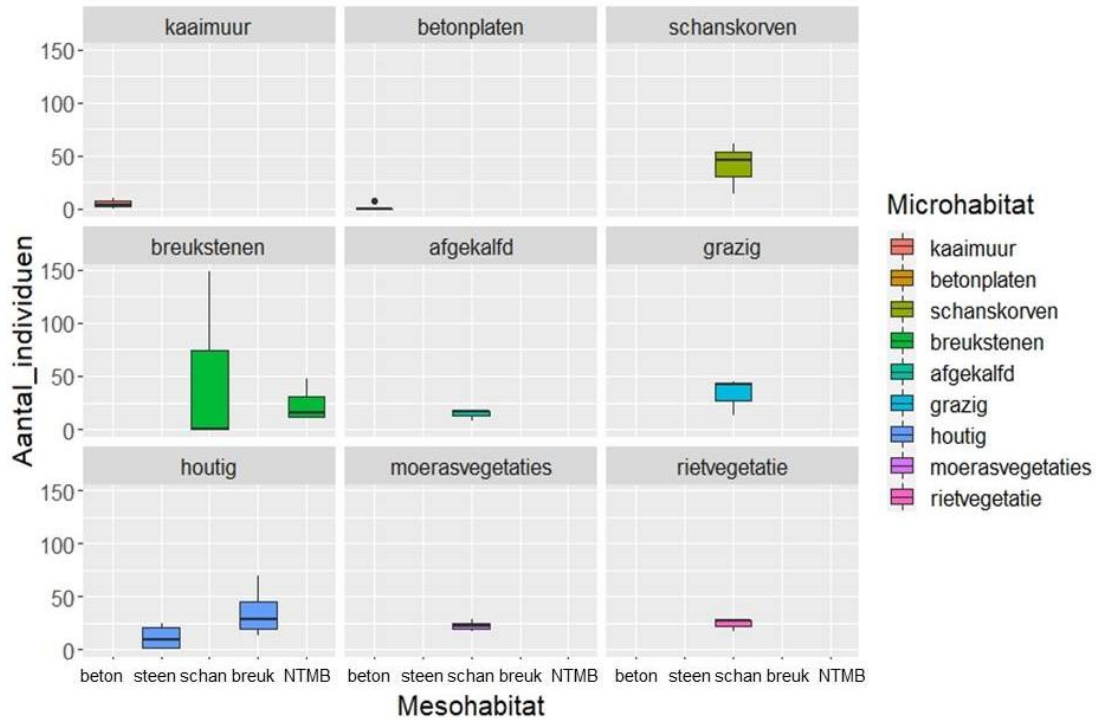 kaaimuur betonplaten schanskorven
150
100
50
0
breukstenen afgekalfd grazig
150
100
50
0
houtig moerasvegetaties rietvegetatie
150
100
50
0
beton steen schan breuk NTMB beton steen schan breuk NTMB beton steen schan breuk NTMB
Mesohabitat
Aantal_individuen
Microhabitat
kaaimuur
betonplaten
schanskorven
breukstenen
afgekalfd
grazig
houtig
moerasvegetaties
rietvegetatie